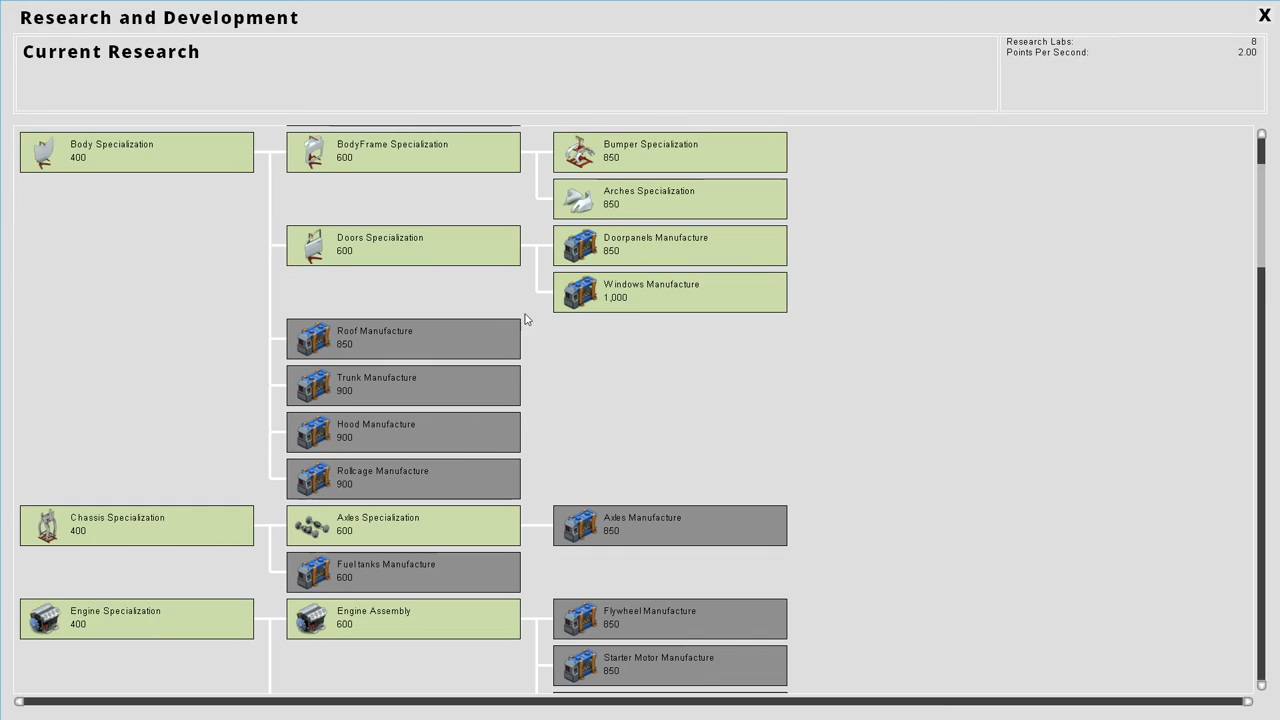 Research and Development
X
Current Research
Research Labs: 8
Points Per Second: 2.00
Body Specialization
400
BodyFrame Specialization
600
Bumper Specialization
850
Arches Specialization
850
Doors Specialization
600
Doorpanels Manufacture
850
Windows Manufacture
1,000
Roof Manufacture
850
Trunk Manufacture
900
Hood Manufacture
900
Rollcage Manufacture
900
Chassis Specialization
400
Axles Specialization
600
Axles Manufacture
850
Fueltanks Manufacture
600
Engine Specialization
400
Engine Assembly
600
Flywheel Manufacture
850
Starter Motor Manufacture
850